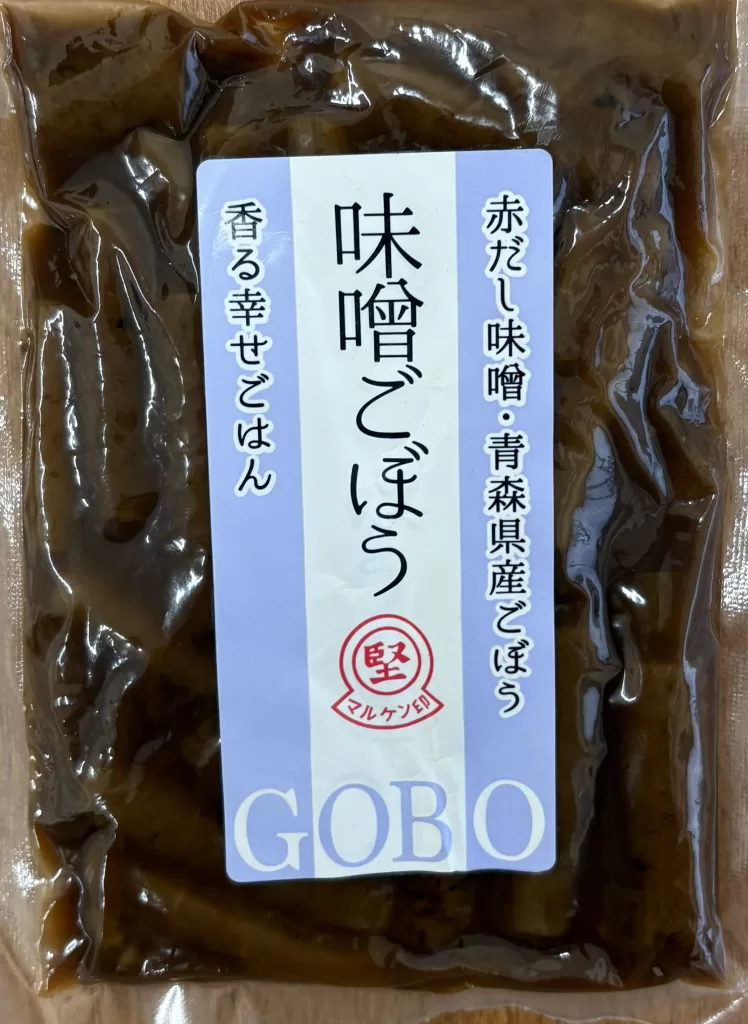 赤だし味噌・青森県産ごぼう
味噌ごぼう
香る幸せごはん
堅
マルケン印
GOBO